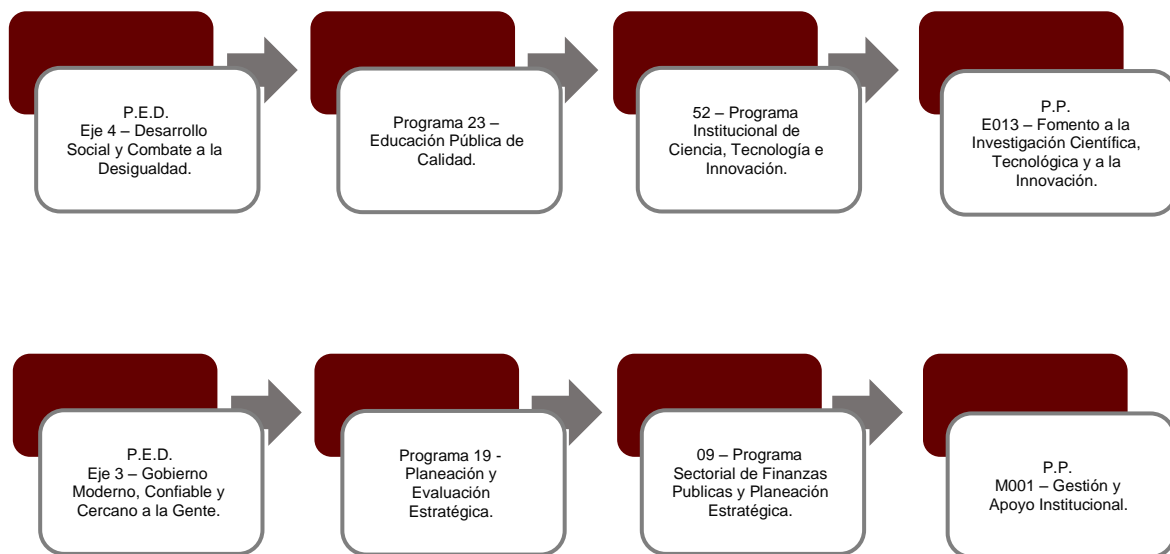 P.E.D.
Eje 4 – Desarrollo
Social y Combate a la
Desigualdad.
Programa 23 –
Educación Pública de
Calidad.
52 – Programa
Institucional de
Ciencia, Tecnología e
Innovación.
P.P.
E013 – Fomento a la
Investigación Científica,
Tecnológica y a la
Innovación.
P.E.D.
Eje 3 – Gobierno
Moderno, Confiable y
Cercano a la Gente.
Programa 19 -
Planeación y
Evaluación
Estratégica.
09 – Programa
Sectorial de Finanzas
Publicas y Planeación
Estratégica.
P.P.
M001 – Gestión y
Apoyo Institucional.